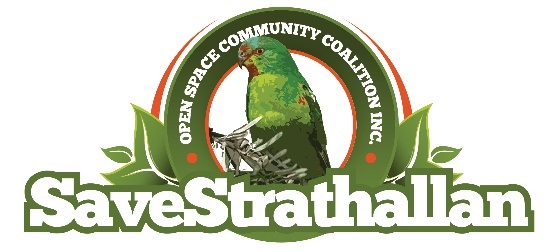 OPEN SPACE COMMUNITY COALITION INC.
SaveStrathallan